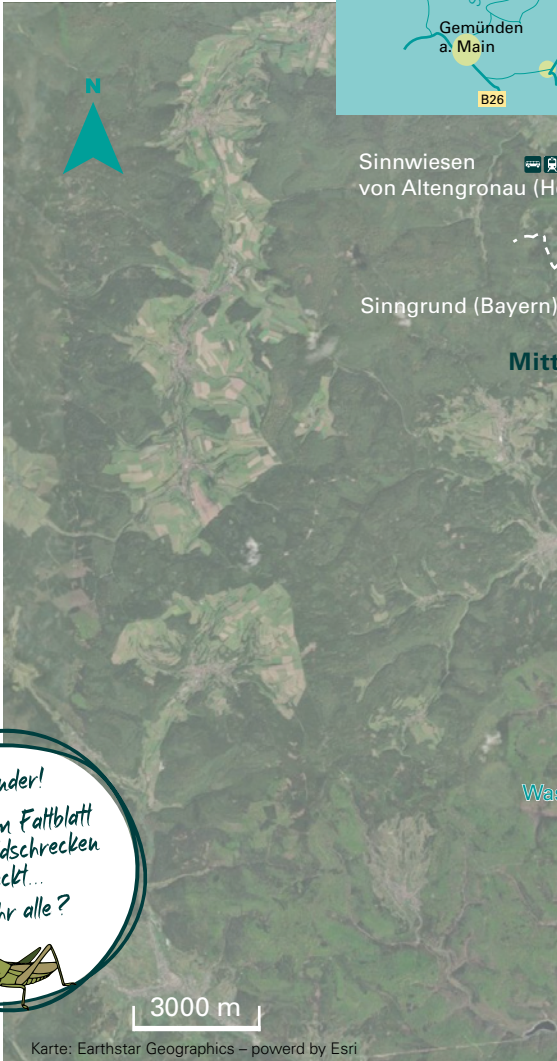 Gemünden
a. Main
B26
N
Sinnwiesen
von Altengronau (H
Sinngrund (Bayern)
Mitt
Was
nder!
n Faltblatt
dschrecken
ckt...
hr alle?
3000 m
Karte: Earthstar Geographics – powerd by Esri